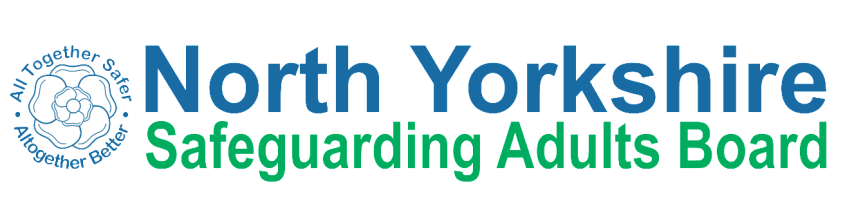 All Together Safer
Altogether Better
North Yorkshire
Safeguarding Adults Board